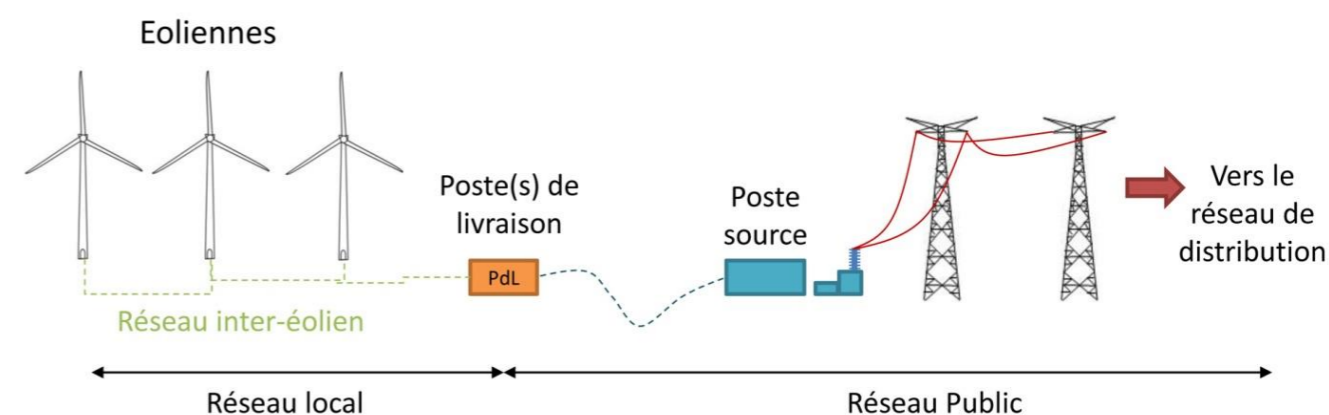 Eoliennes
Poste(s) de
livraison
Poste
source
Vers le
réseau de
distribution
PdL
Réseau inter-éolien
Réseau local
Réseau Public